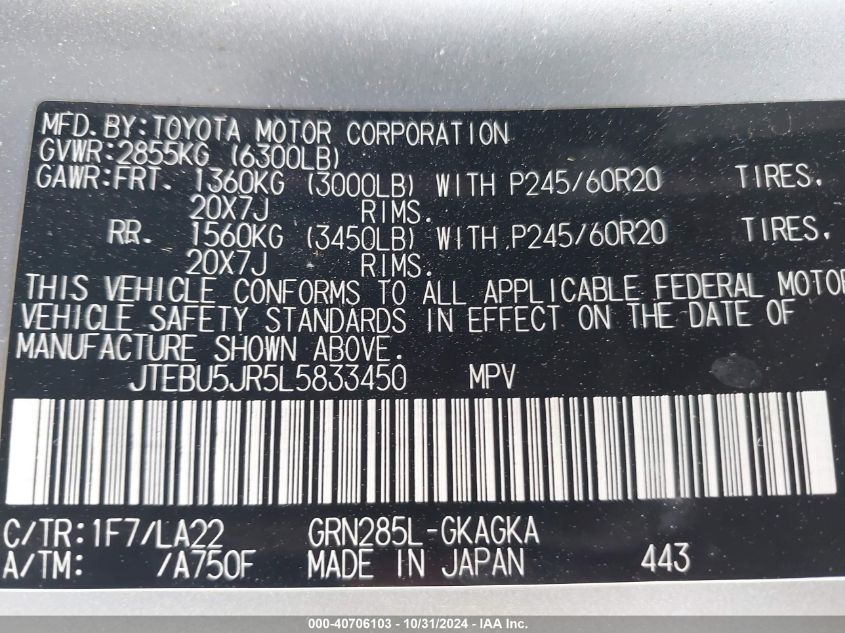 MFD. BY: TOYOTA MOTOR CORPORATION
GVWR: 2855KG (6300LB)
GAWR: FRT. 1360KG (3000LB) WITH P245/60R20 TIRES.
20X7J RIMS.
RR. 1560KG (3450LB) WITH P245/60R20 TIRES.
20X7J RIMS.
THIS VEHICLE CONFORMS TO ALL APPLICABLE FEDERAL MOTOR
VEHICLE SAFETY STANDARDS IN EFFECT ON THE DATE OF
MANUFACTURE SHOWN ABOVE.
JTEBU5JR5L5833450 MPV
C/TR: 1F7/LA22 GRN285L-GKAGKA
A/TM: /A750F MADE IN JAPAN 443
000-40706103 - 10/31/2024 - IAA Inc.